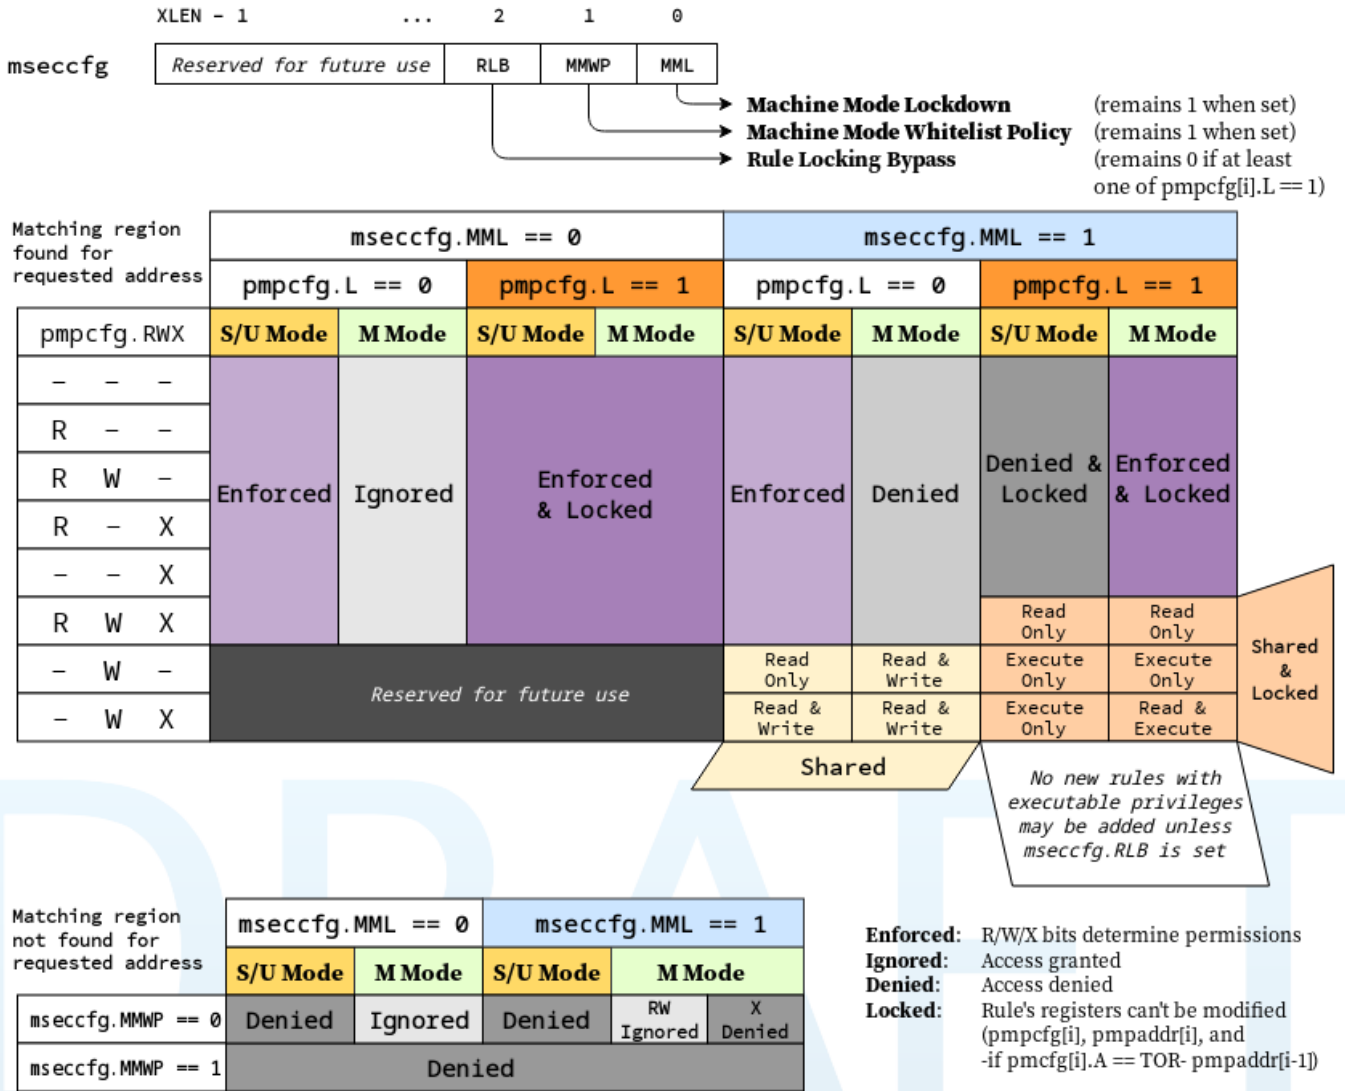 XLEN - 1 ... 2 1 0
mseccfg Reserved for future use RLB MMWP MML
Machine Mode Lockdown (remains 1 when set)
Machine Mode Whitelist Policy (remains 1 when set)
Rule Locking Bypass (remains 0 if at least
one of pmpcfg[i].L == 1)
Matching region
found for
requested address
mseccfg.MML == 0 mseccfg.MML == 1
pmpcfg.L == 0 pmpcfg.L == 1 pmpcfg.L == 0 pmpcfg.L == 1
pmpcfg.RWX S/U Mode M Mode S/U Mode M Mode S/U Mode M Mode S/U Mode M Mode
- - -
R - -
R W -
R - X
- - X
R W X
- W -
- W X
Enforced
Ignored
Enforced
& Locked
Enforced
Denied
Denied &
Locked
Enforced
& Locked
Read
Only
Read
Only
Reserved for future use
Read
Only
Read &
Write
Execute
Only
Execute
Only
Read &
Write
Read &
Write
Execute
Only
Read &
Execute
Shared
&
Locked
Shared
No new rules with
executable privileges
may be added unless
mseccfg.RLB is set
DRAFT
Matching region
not found for
requested address
mseccfg.MML == 0 mseccfg.MML == 1
S/U Mode M Mode S/U Mode M Mode
mseccfg.MMWP == 0 Denied Ignored Denied
RW
Ignored
X
Denied
mseccfg.MMWP == 1 Denied
Enforced: R/W/X bits determine permissions
Ignored: Access granted
Denied: Access denied
Locked: Rule's registers can't be modified
(pmpcfg[i], pmpaddr[i], and
-if pmcfg[i].A == TOR- pmpaddr[i-1])